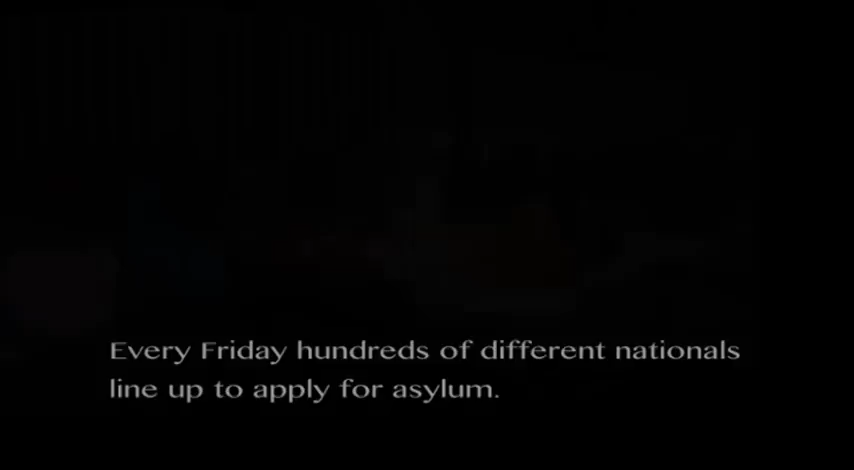 Every Friday hundreds of different nationals
line up to apply for asylum.